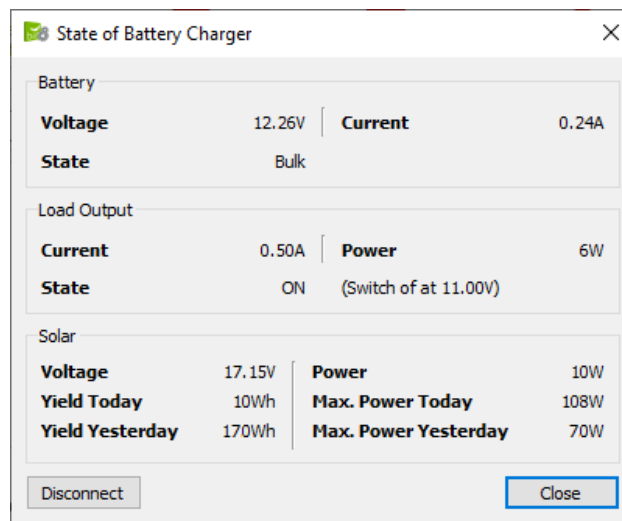 State of Battery Charger
Battery
Voltage 12.26V Current 0.24A
State Bulk
Load Output
Current 0.50A Power 6W
State ON (Switch of at 11.00V)
Solar
Voltage 17.15V Power 10W
Yield Today 10Wh Max. Power Today 108W
Yield Yesterday 170Wh Max. Power Yesterday 70W
Disconnect Close